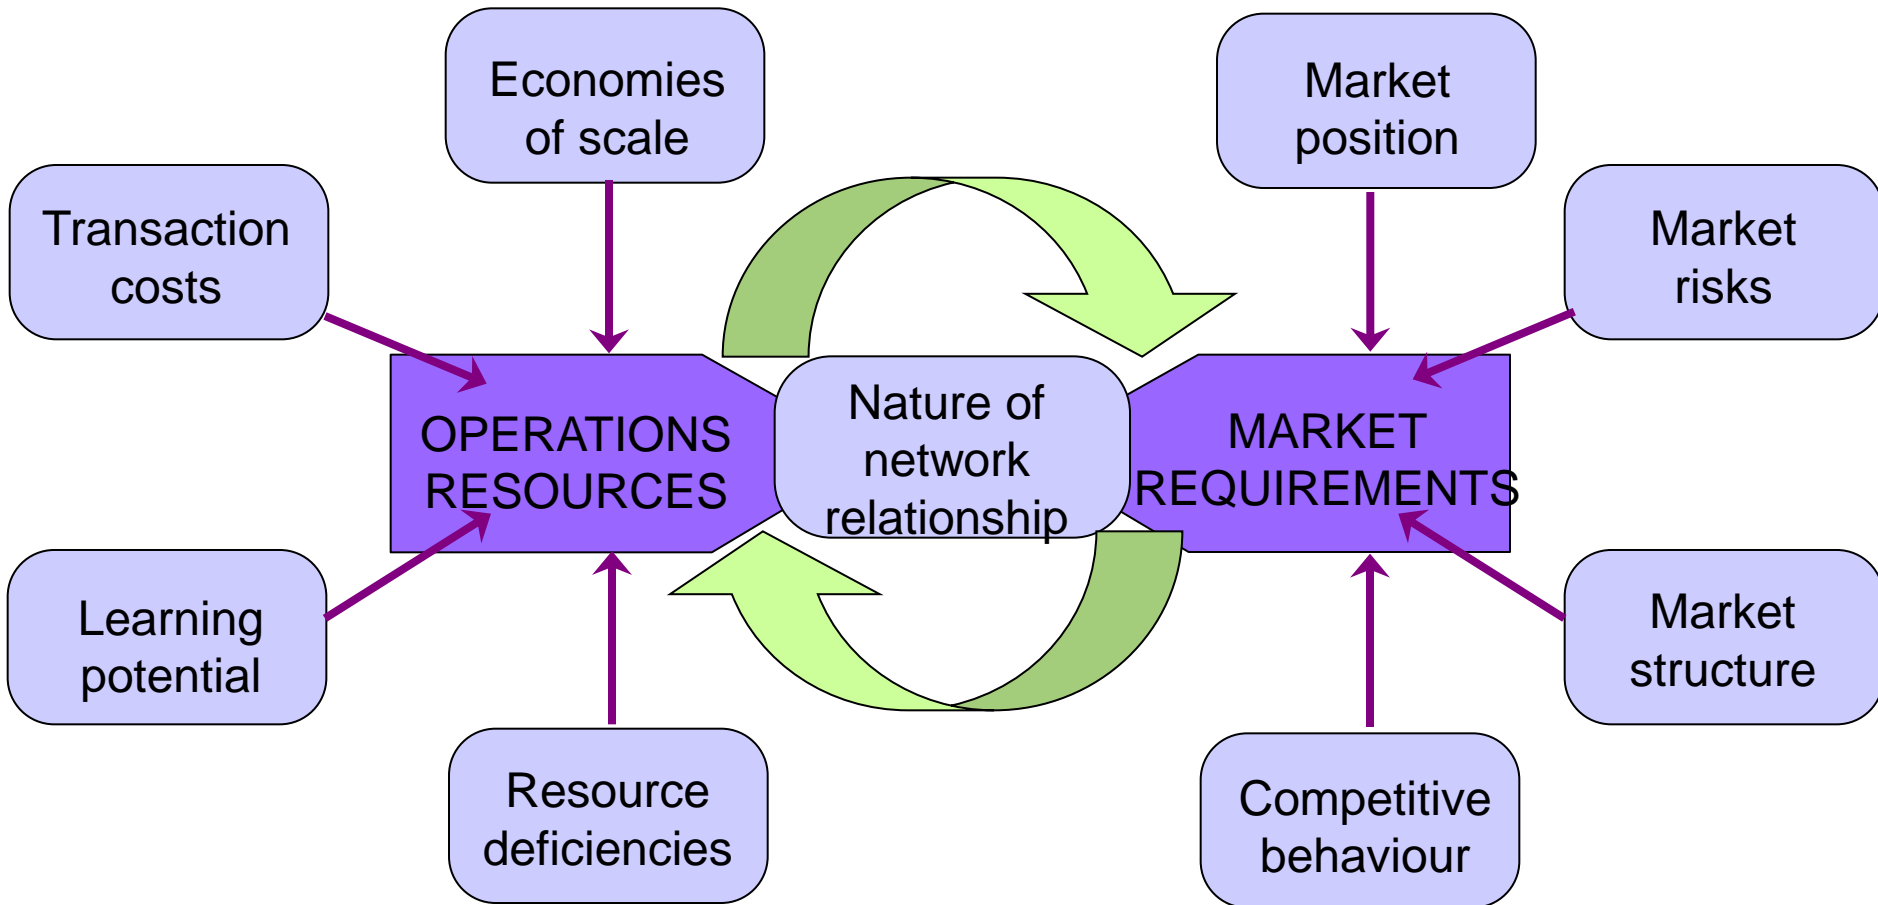 Economies
of scale
Market
position
Transaction
costs
Market
risks
OPERATIONS
RESOURCES
Nature of
network
relationship
MARKET
REQUIREMENTS
Learning
potential
Market
structure
Resource
deficiencies
Competitive
behaviour